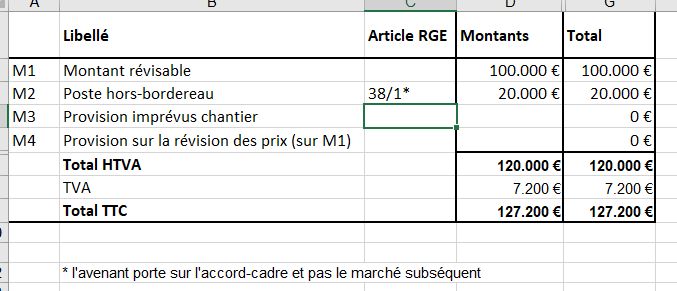 A B C D G
Libellé Article RGE Montants Total
M1 Montant révisable 100.000 € 100.000 €
M2 Poste hors-bordereau 38/1* 20.000 € 20.000 €
M3 Provision imprévus chantier 0 €
M4 Provision sur la révision des prix (sur M1) 0 €
Total HTVA 120.000 € 120.000 €
TVA 7.200 € 7.200 €
Total TTC 127.200 € 127.200 €
* l'avenant porte sur l'accord-cadre et pas le marché subséquent